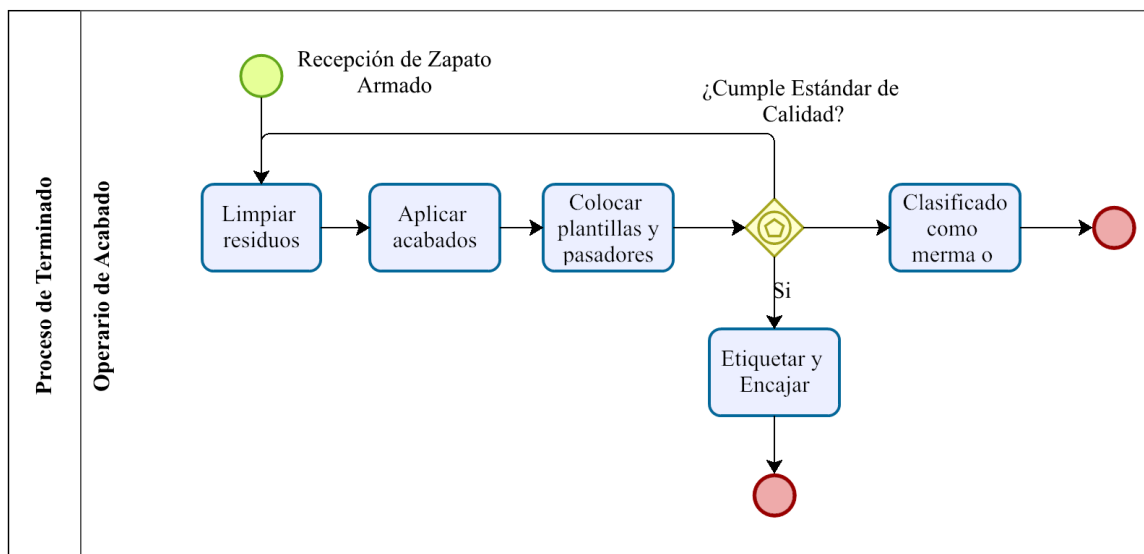 Proceso de Terminado
Operario de Acabado
Recepción de Zapato
Armado
¿Cumple Estándar de
Calidad?
Limpiar
residuos
Aplicar
acabados
Colocar
plantillas y
pasadores
Clasificado
como
merma o
Si
Etiquetar y
Encajar